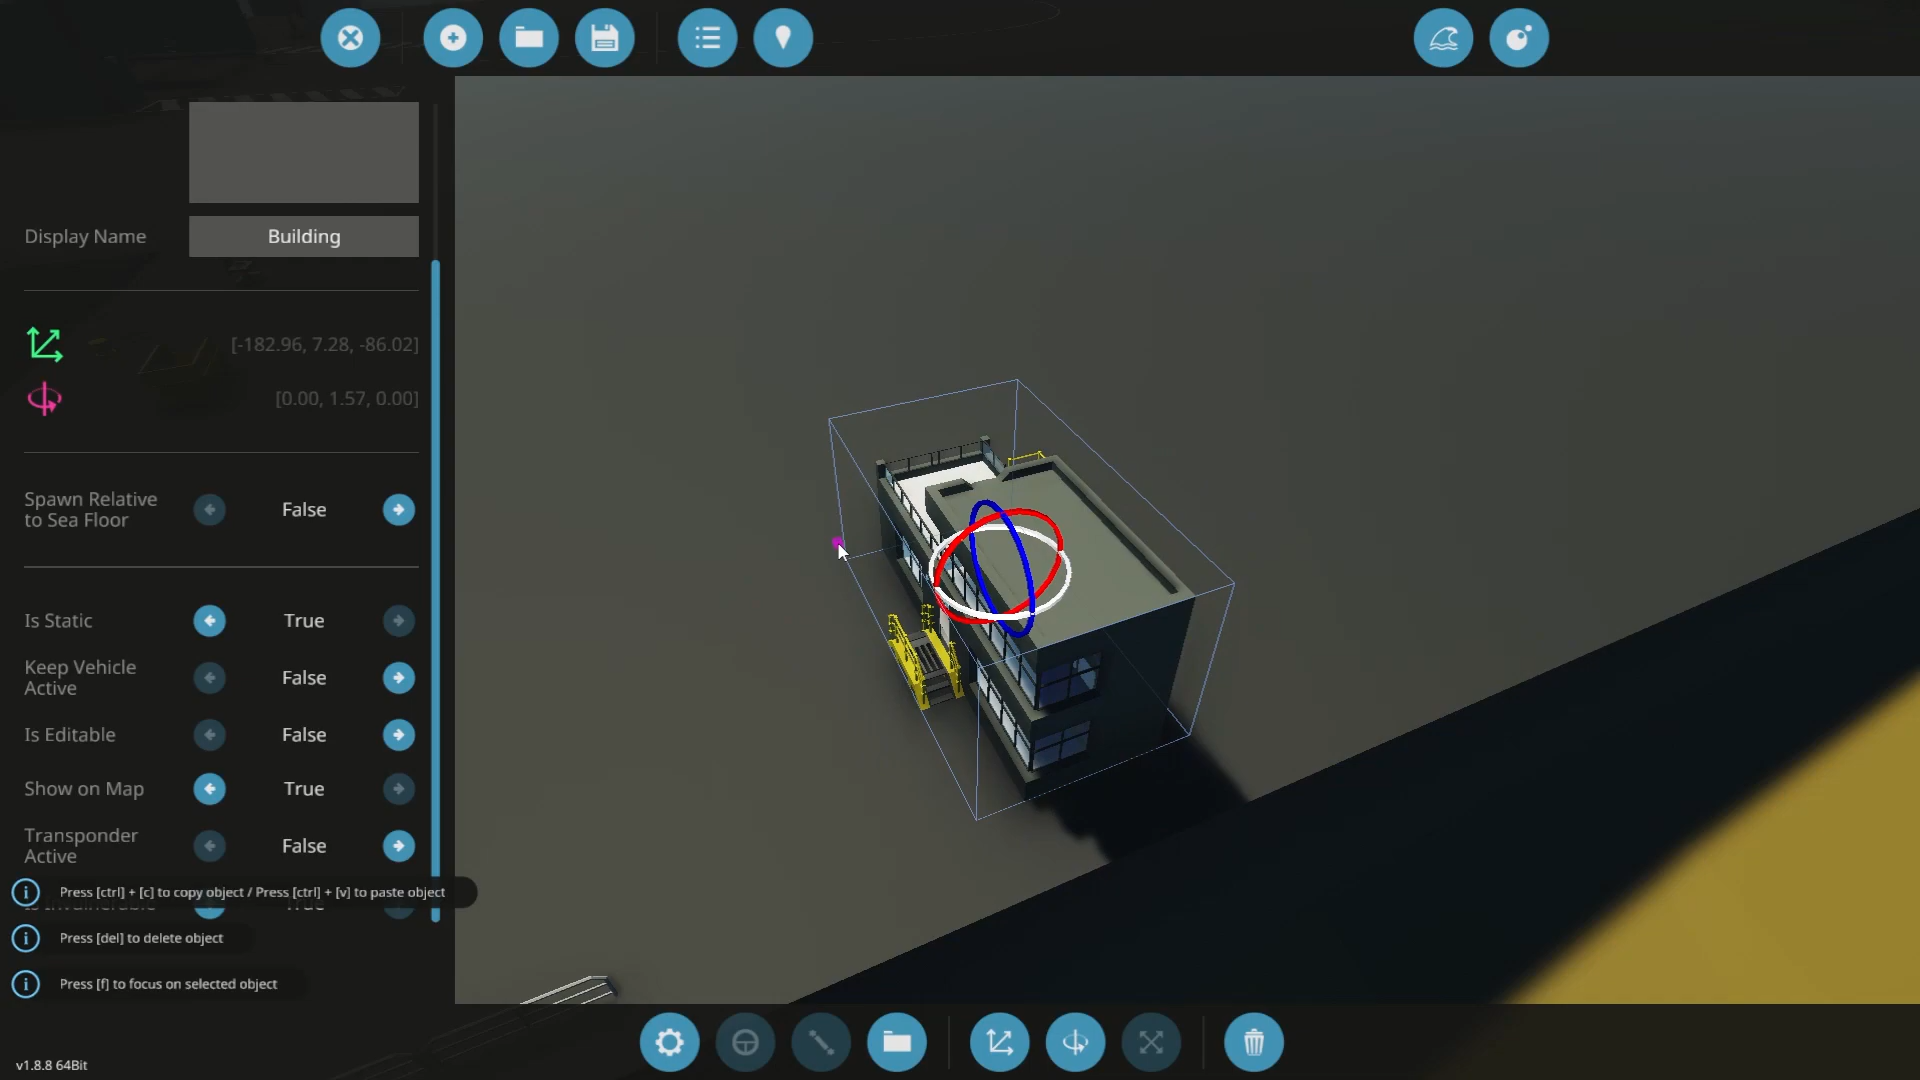 Display Name
Building
[-182.96, 7.28, -86.02]
[0.00, 1.57, 0.00]
Spawn Relative
to Sea Floor
False
Is Static
True
Keep Vehicle
Active
False
Is Editable
False
Show on Map
True
Transponder
Active
False
Press [ctrl] + [c] to copy object / Press [ctrl] + [v] to paste object
Press [del] to delete object
Press [f] to focus on selected object
v1.8.8 64Bit